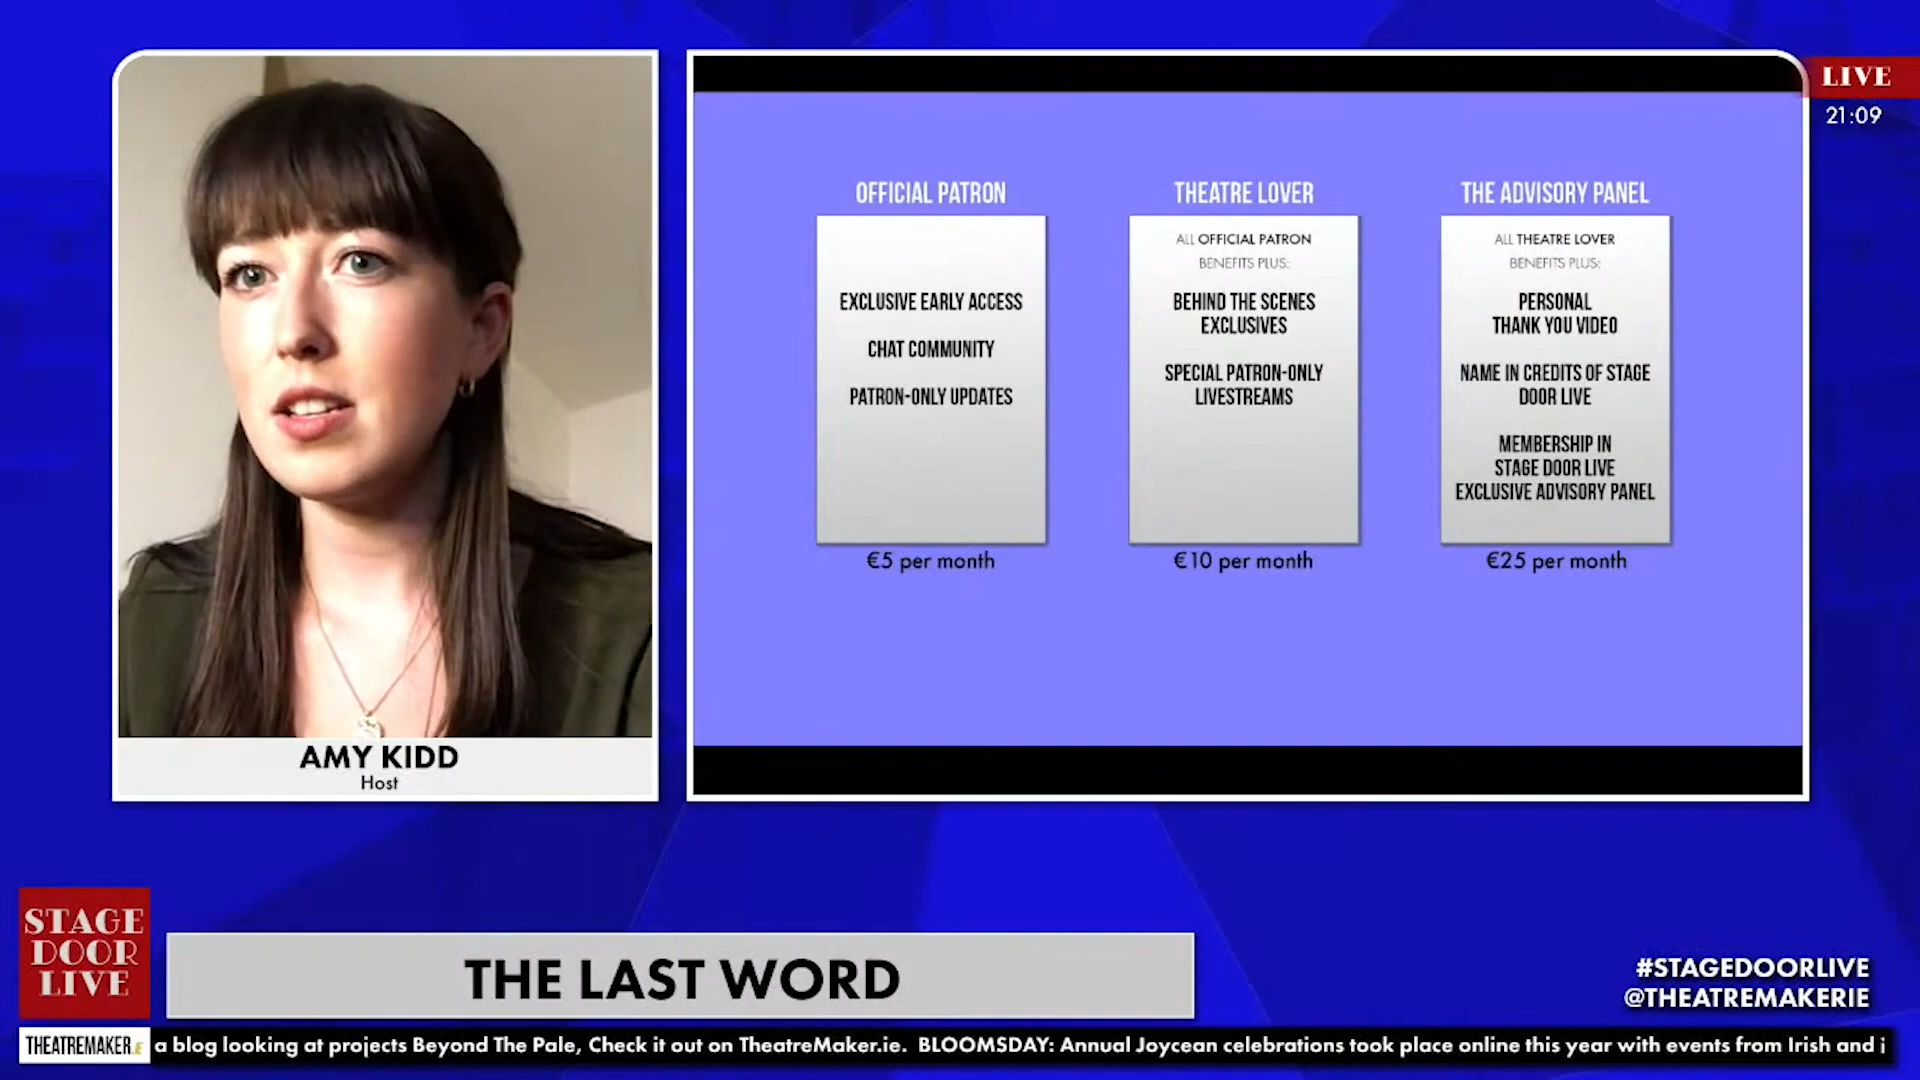 LIVE
21:09
OFFICIAL PATRON
EXCLUSIVE EARLY ACCESS
CHAT COMMUNITY
PATRON-ONLY UPDATES
€5 per month
THEATRE LOVER
ALL OFFICIAL PATRON
BENEFITS PLUS:
BEHIND THE SCENES
EXCLUSIVES
SPECIAL PATRON-ONLY
LIVESTREAMS
€10 per month
THE ADVISORY PANEL
ALL THEATRE LOVER
BENEFITS PLUS:
PERSONAL
THANK YOU VIDEO
NAME IN CREDITS OF STAGE
DOOR LIVE
MEMBERSHIP IN
STAGE DOOR LIVE
EXCLUSIVE ADVISORY PANEL
€25 per month
AMY KIDD
Host
STAGE
DOOR
LIVE
THE LAST WORD
#STAGEDOORLIVE
@THEATREMAKERIE
THEATREMAKER.IE
a blog looking at projects Beyond The Pale, Check it out on TheatreMaker.ie. BLOOMSDAY: Annual Joycean celebrations took place online this year with events from Irish and